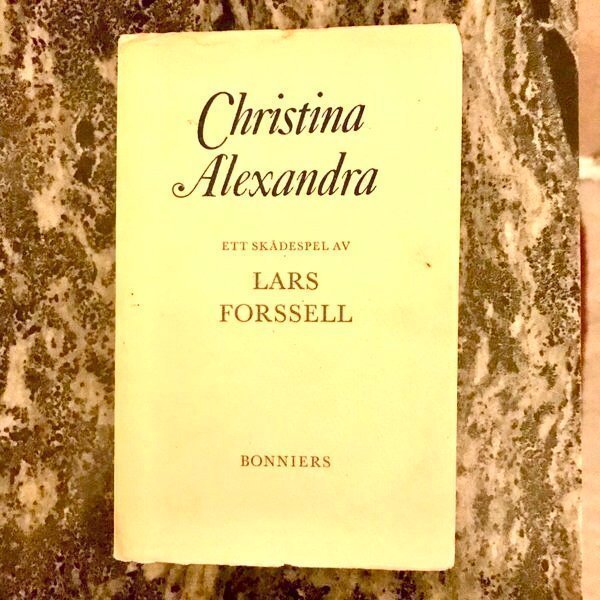 Christina
Alexandra
ETT SKÅDESPEL AV
LARS
FORSSELL
BONNIERS